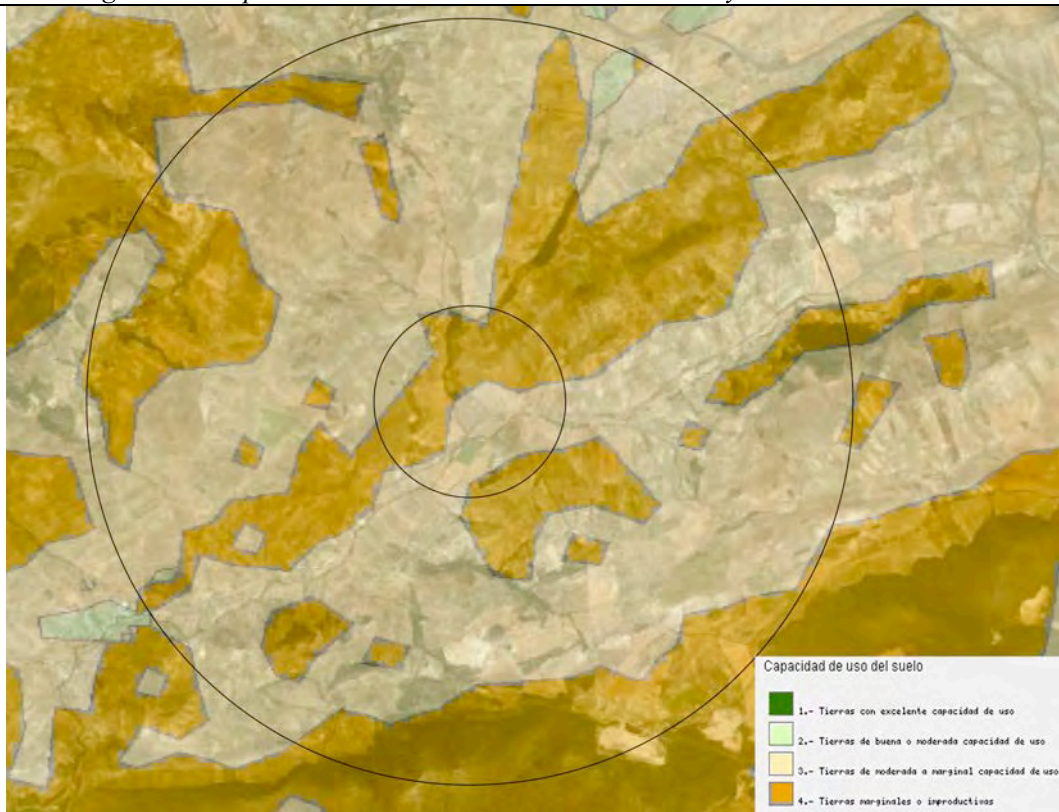 Capacidad de uso del suelo
1.- Tierras con excelente capacidad de uso
2.- Tierras de buena o moderada capacidad de uso
3.- Tierras de moderada a marginal capacidad de uso
4.- Tierras marginales o improductivas